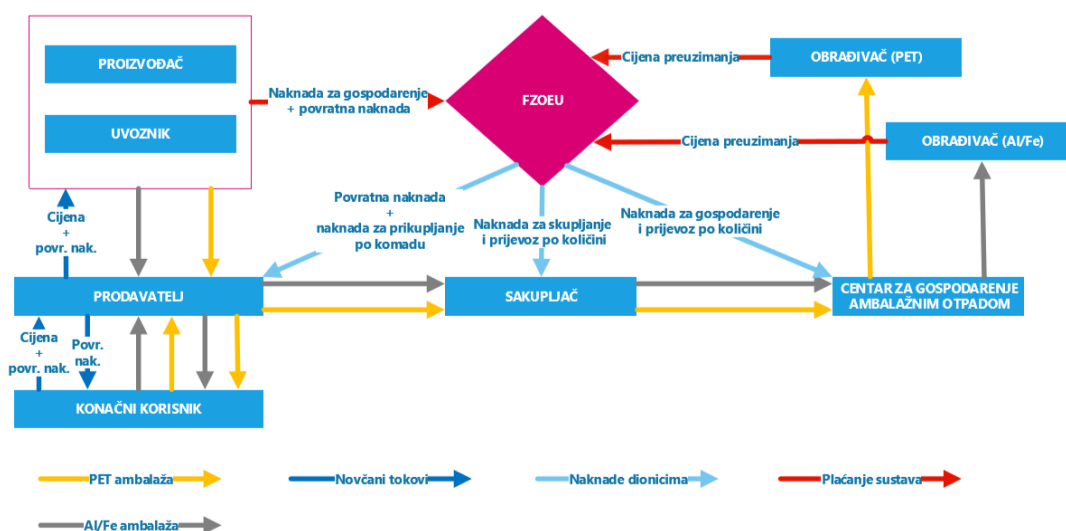 PROIZVOĐAČ
UVOZNIK
Naknada za gospodarenje
+ povratna naknada
FZOEU
Cijena preuzimanja
OBRAĐIVAČ (PET)
Cijena preuzimanja
OBRAĐIVAČ (Al/Fe)
Cijena
+
povr. nak.
Povratna naknada
+
naknada za prikupljanje
po komadu
Naknada za skupljanje
i prijevoz po količini
Naknada za gospodarenje
i prijevoz po količini
PRODAVATELJ
SAKUPLJAČ
CENTAR ZA GOSPODARENJE
AMBALAŽNIM OTPADOM
Cijena
+
povr. nak.
Povr.
nak.
KONAČNI KORISNIK
PET ambalaža
Novčani tokovi
Naknade dionicima
Plaćanje sustava
Al/Fe ambalaža